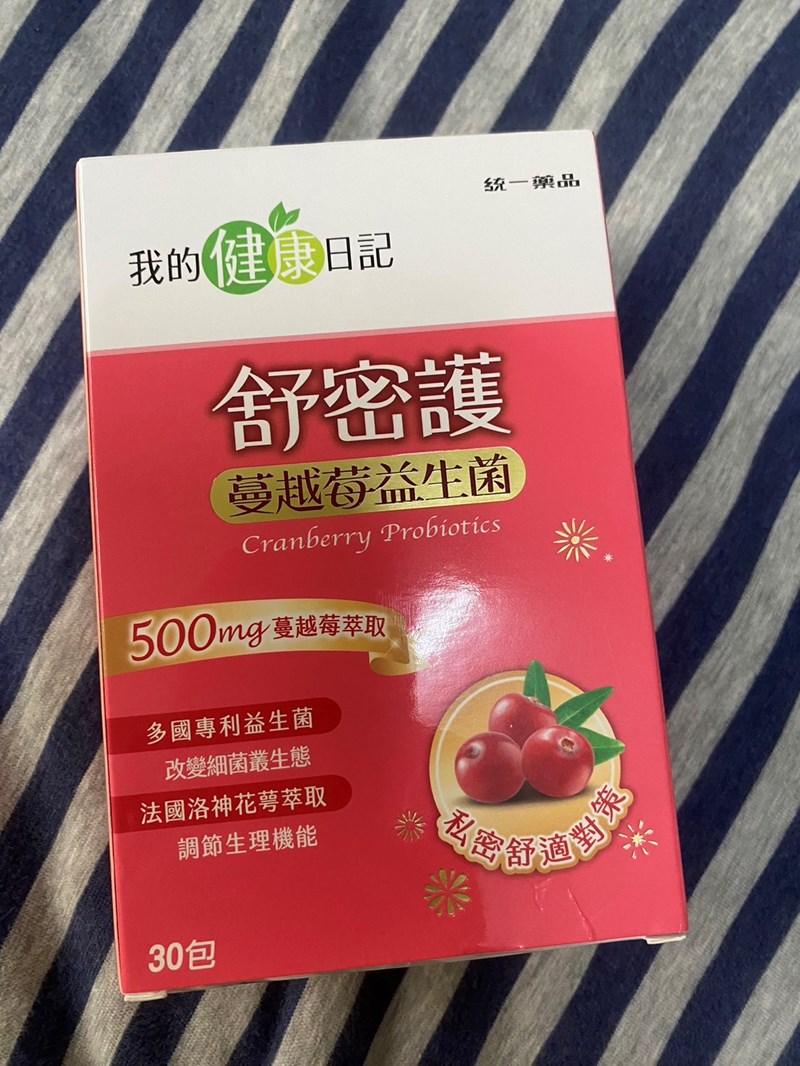 統一藥品
我的健康日記
舒密護
蔓越莓益生菌
Cranberry Probiotics
500mg 蔓越莓萃取
多國專利益生菌
改變細菌叢生態
法國洛神花萼萃取
調節生理機能
私密舒適對策
30包